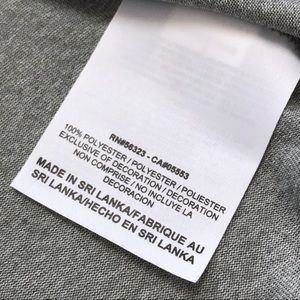 RN#56323 - CA#05553
100% POLYESTER / POLYESTER / POLIESTER
EXCLUSIVE OF DECORATION / DECORATION
NON COMPRISE / NO INCLUYE LA
DECORACION
MADE IN SRI LANKA/FABRIQUE AU
SRI LANKA/HECHO EN SRI LANKA